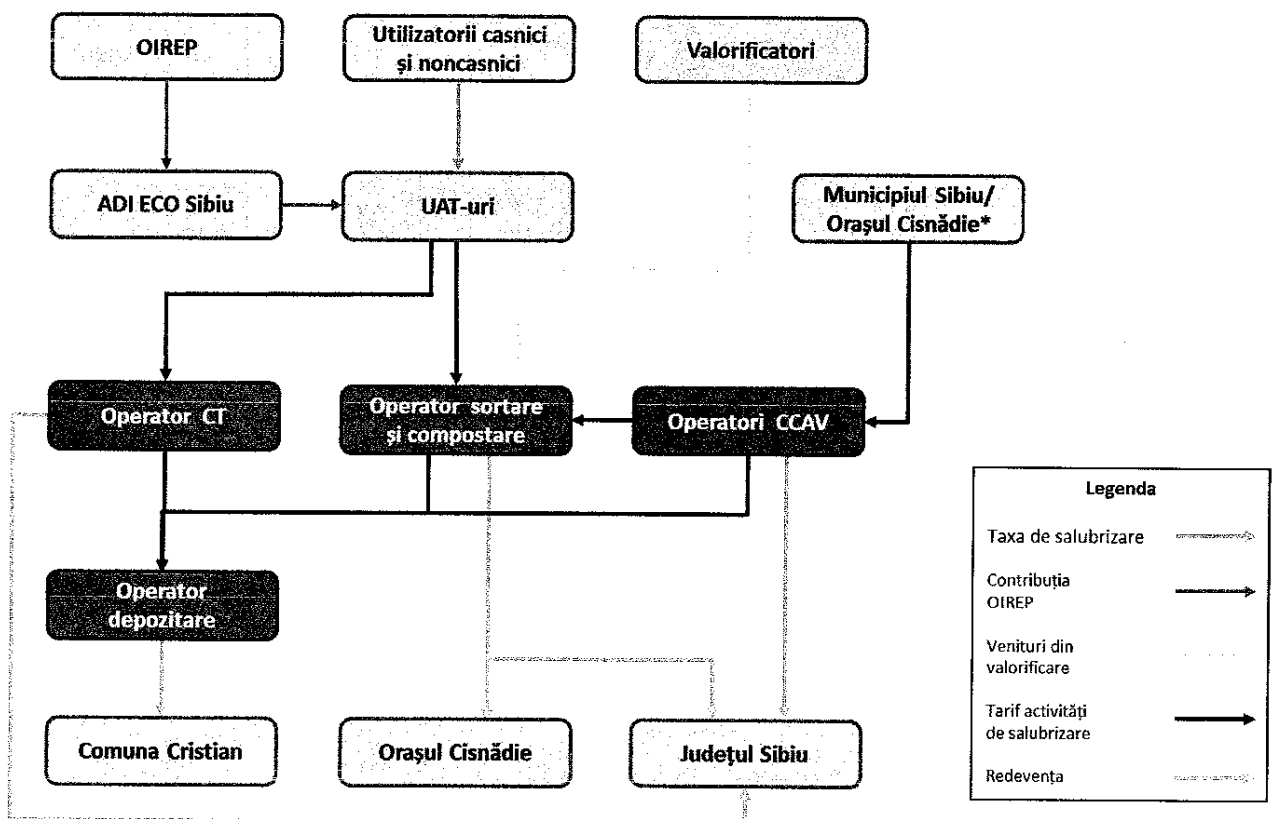 OIREP
Utilizatorii casnici
și noncasnici
Valorificatori
ADI ECO Sibiu
UAT-uri
Municipiul Sibiu/
Orașul Cisnădie*
Operator CT
Operator sortare
și compostare
Operatori CCAV
Operator
depozitare
Comuna Cristian
Orașul Cisnădie
Județul Sibiu
Legenda
Taxa de salubrizare
Contribuția
OIREP
Venituri din
valorificare
Tarif activități
de salubrizare
Redevența